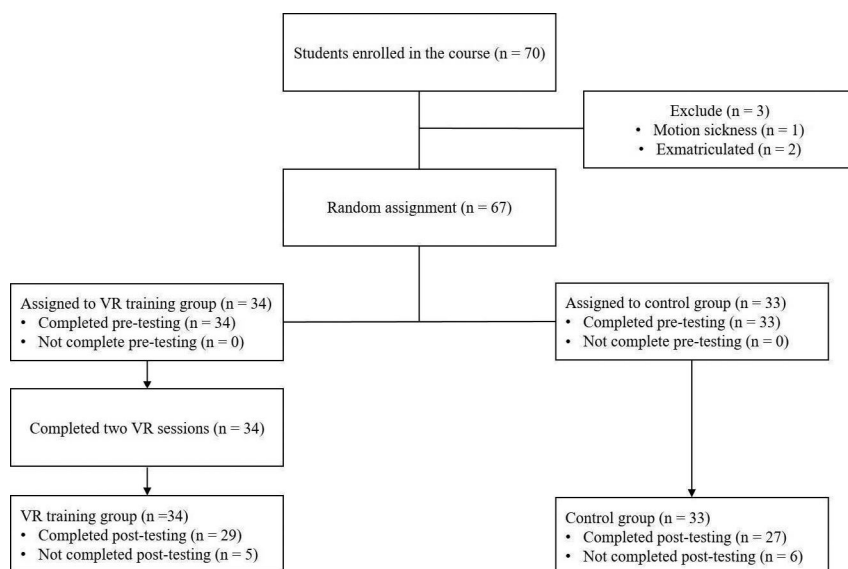 Students enrolled in the course (n = 70)
Exclude (n = 3)
• Motion sickness (n = 1)
• Exmatriculated (n = 2)
Random assignment (n = 67)
Assigned to VR training group (n = 34)
• Completed pre-testing (n = 34)
• Not complete pre-testing (n = 0)
Assigned to control group (n = 33)
• Completed pre-testing (n = 33)
• Not complete pre-testing (n = 0)
Completed two VR sessions (n = 34)
VR training group (n =34)
• Completed post-testing (n = 29)
• Not completed post-testing (n = 5)
Control group (n = 33)
• Completed post-testing (n = 27)
• Not completed post-testing (n = 6)